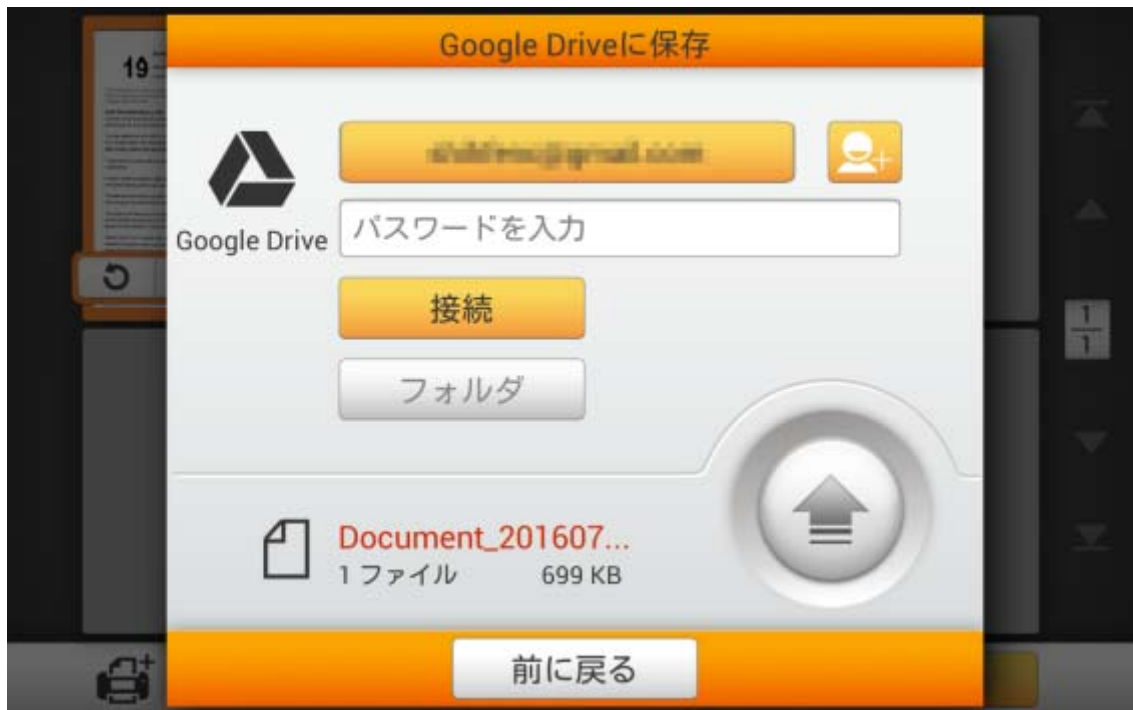 Google Driveに保存
19
Google Drive
パスワードを入力
接続
フォルダ
1
1
Document_201607...
1 ファイル 699 KB
前に戻る